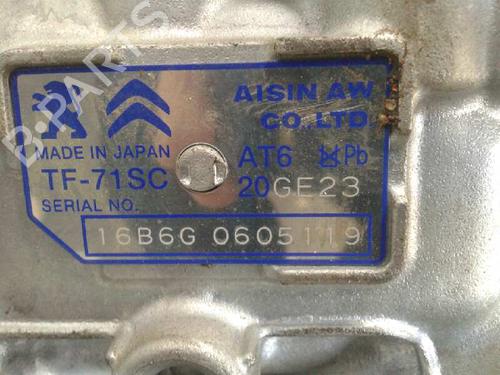 AISIN AW
CO.,LTD
MADE IN JAPAN
AT6 Pb
TF-71SC
20GE23
SERIAL NO.
16B6G 0605119
B-PARTS